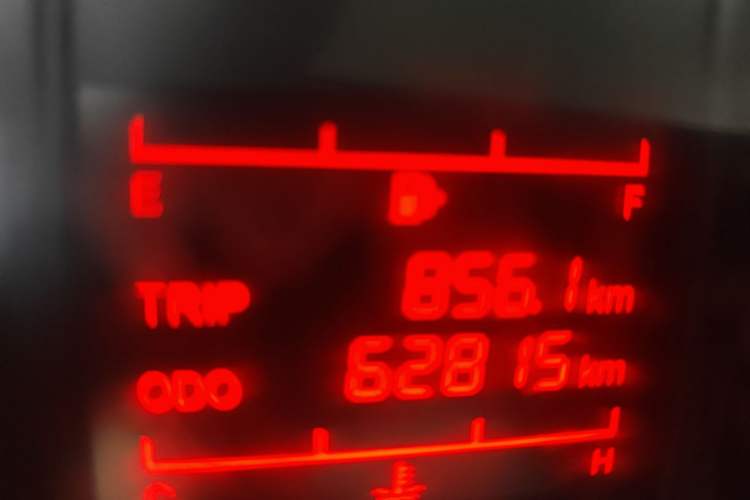 E F
TRIP 856.1 km
ODO 62815 km
C H